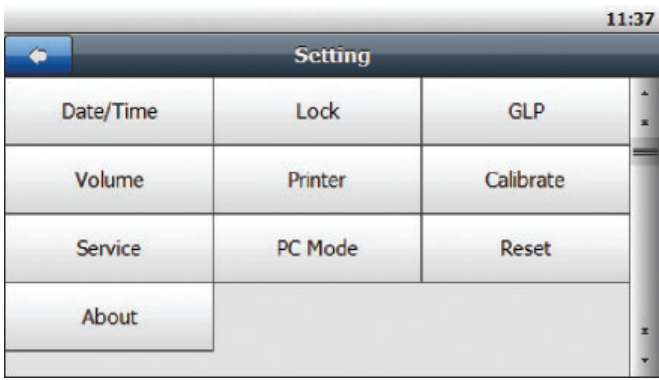 11:37
Setting
Date/Time Lock GLP
Volume Printer Calibrate
Service PC Mode Reset
About